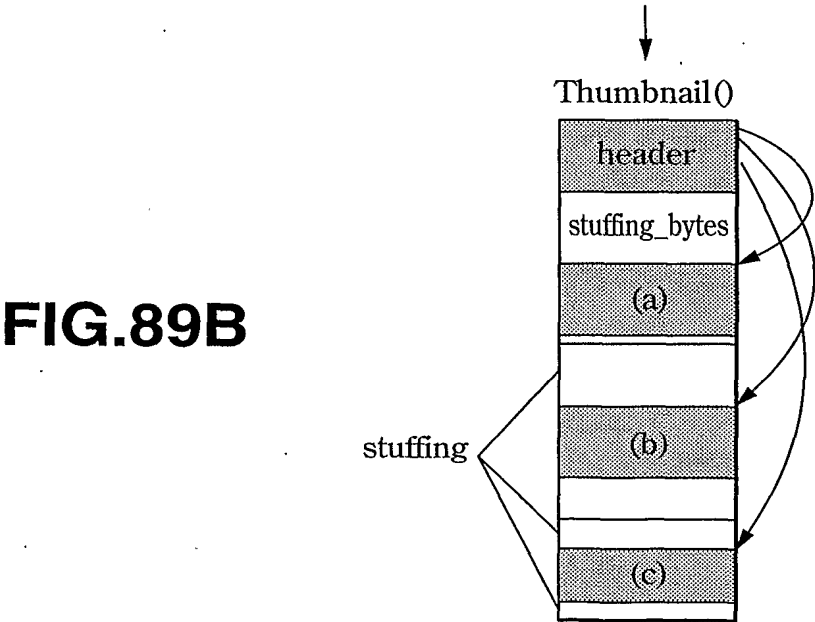 Thumbnail()
header
stuffing_bytes
(a)
FIG.89B
(b)
stuffing
(c)